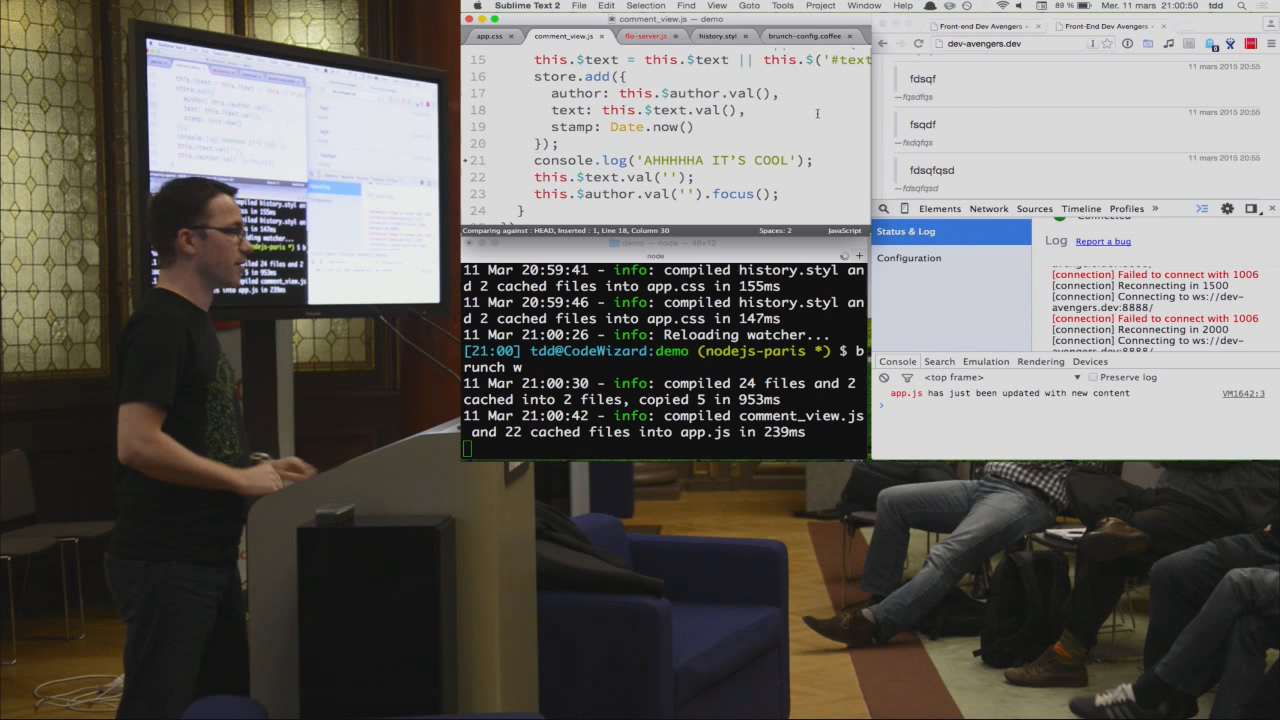 Sublime Text 2 File Edit Selection Find View Goto Tools Project Window Help 89 % Mer. 11 mars 21:00:50 tdd
comment_view.js — demo
app.css comment_view.js flo-server.js history.styl brunch-config.coffee
15 this.$text = this.$text || this.$('#text
16 store.add({
17 author: this.$author.val(),
18 text: this.$text.val(),
19 stamp: Date.now()
20 });
21 console.log('AHHHHHA IT'S COOL');
22 this.$text.val('');
23 this.$author.val('').focus();
24 }
Comparing against : HEAD, Inserted : 1, Line 18, Column 30 Spaces: 2 JavaScript
demo — node — 48×12
node
11 Mar 20:59:41 - info: compiled history.styl an
d 2 cached files into app.css in 155ms
11 Mar 20:59:46 - info: compiled history.styl an
d 2 cached files into app.css in 147ms
11 Mar 21:00:26 - info: Reloading watcher...
[21:00] tdd@CodeWizard:demo (nodejs-paris *) $ b
runch w
11 Mar 21:00:30 - info: compiled 24 files and 2
cached into 2 files, copied 5 in 953ms
11 Mar 21:00:42 - info: compiled comment_view.js
and 22 cached files into app.js in 239ms
Front-end Dev Avengers Front-End Dev Avengers
dev-avengers.dev
11 mars 2015 20:55
fdsqf
— fqsdfqs
11 mars 2015 20:55
fsqdf
— fqdsfqs
11 mars 2015 20:55
fdsqfqsd
—fdsqfqsd
Elements Network Sources Timeline Profiles »
Status & Log
Configuration
Connected
Log Report a bug
avengers.dev:8888/
[connection] Failed to connect with 1006
[connection] Reconnecting in 1500
[connection] Connecting to ws://dev-
avengers.dev:8888/
[connection] Failed to connect with 1006
[connection] Reconnecting in 2000
[connection] Connecting to ws://dev-
avengers.dev:8888/
Console Search Emulation Rendering Devices
<top frame> Preserve log
app.js has just been updated with new content VM1642:3